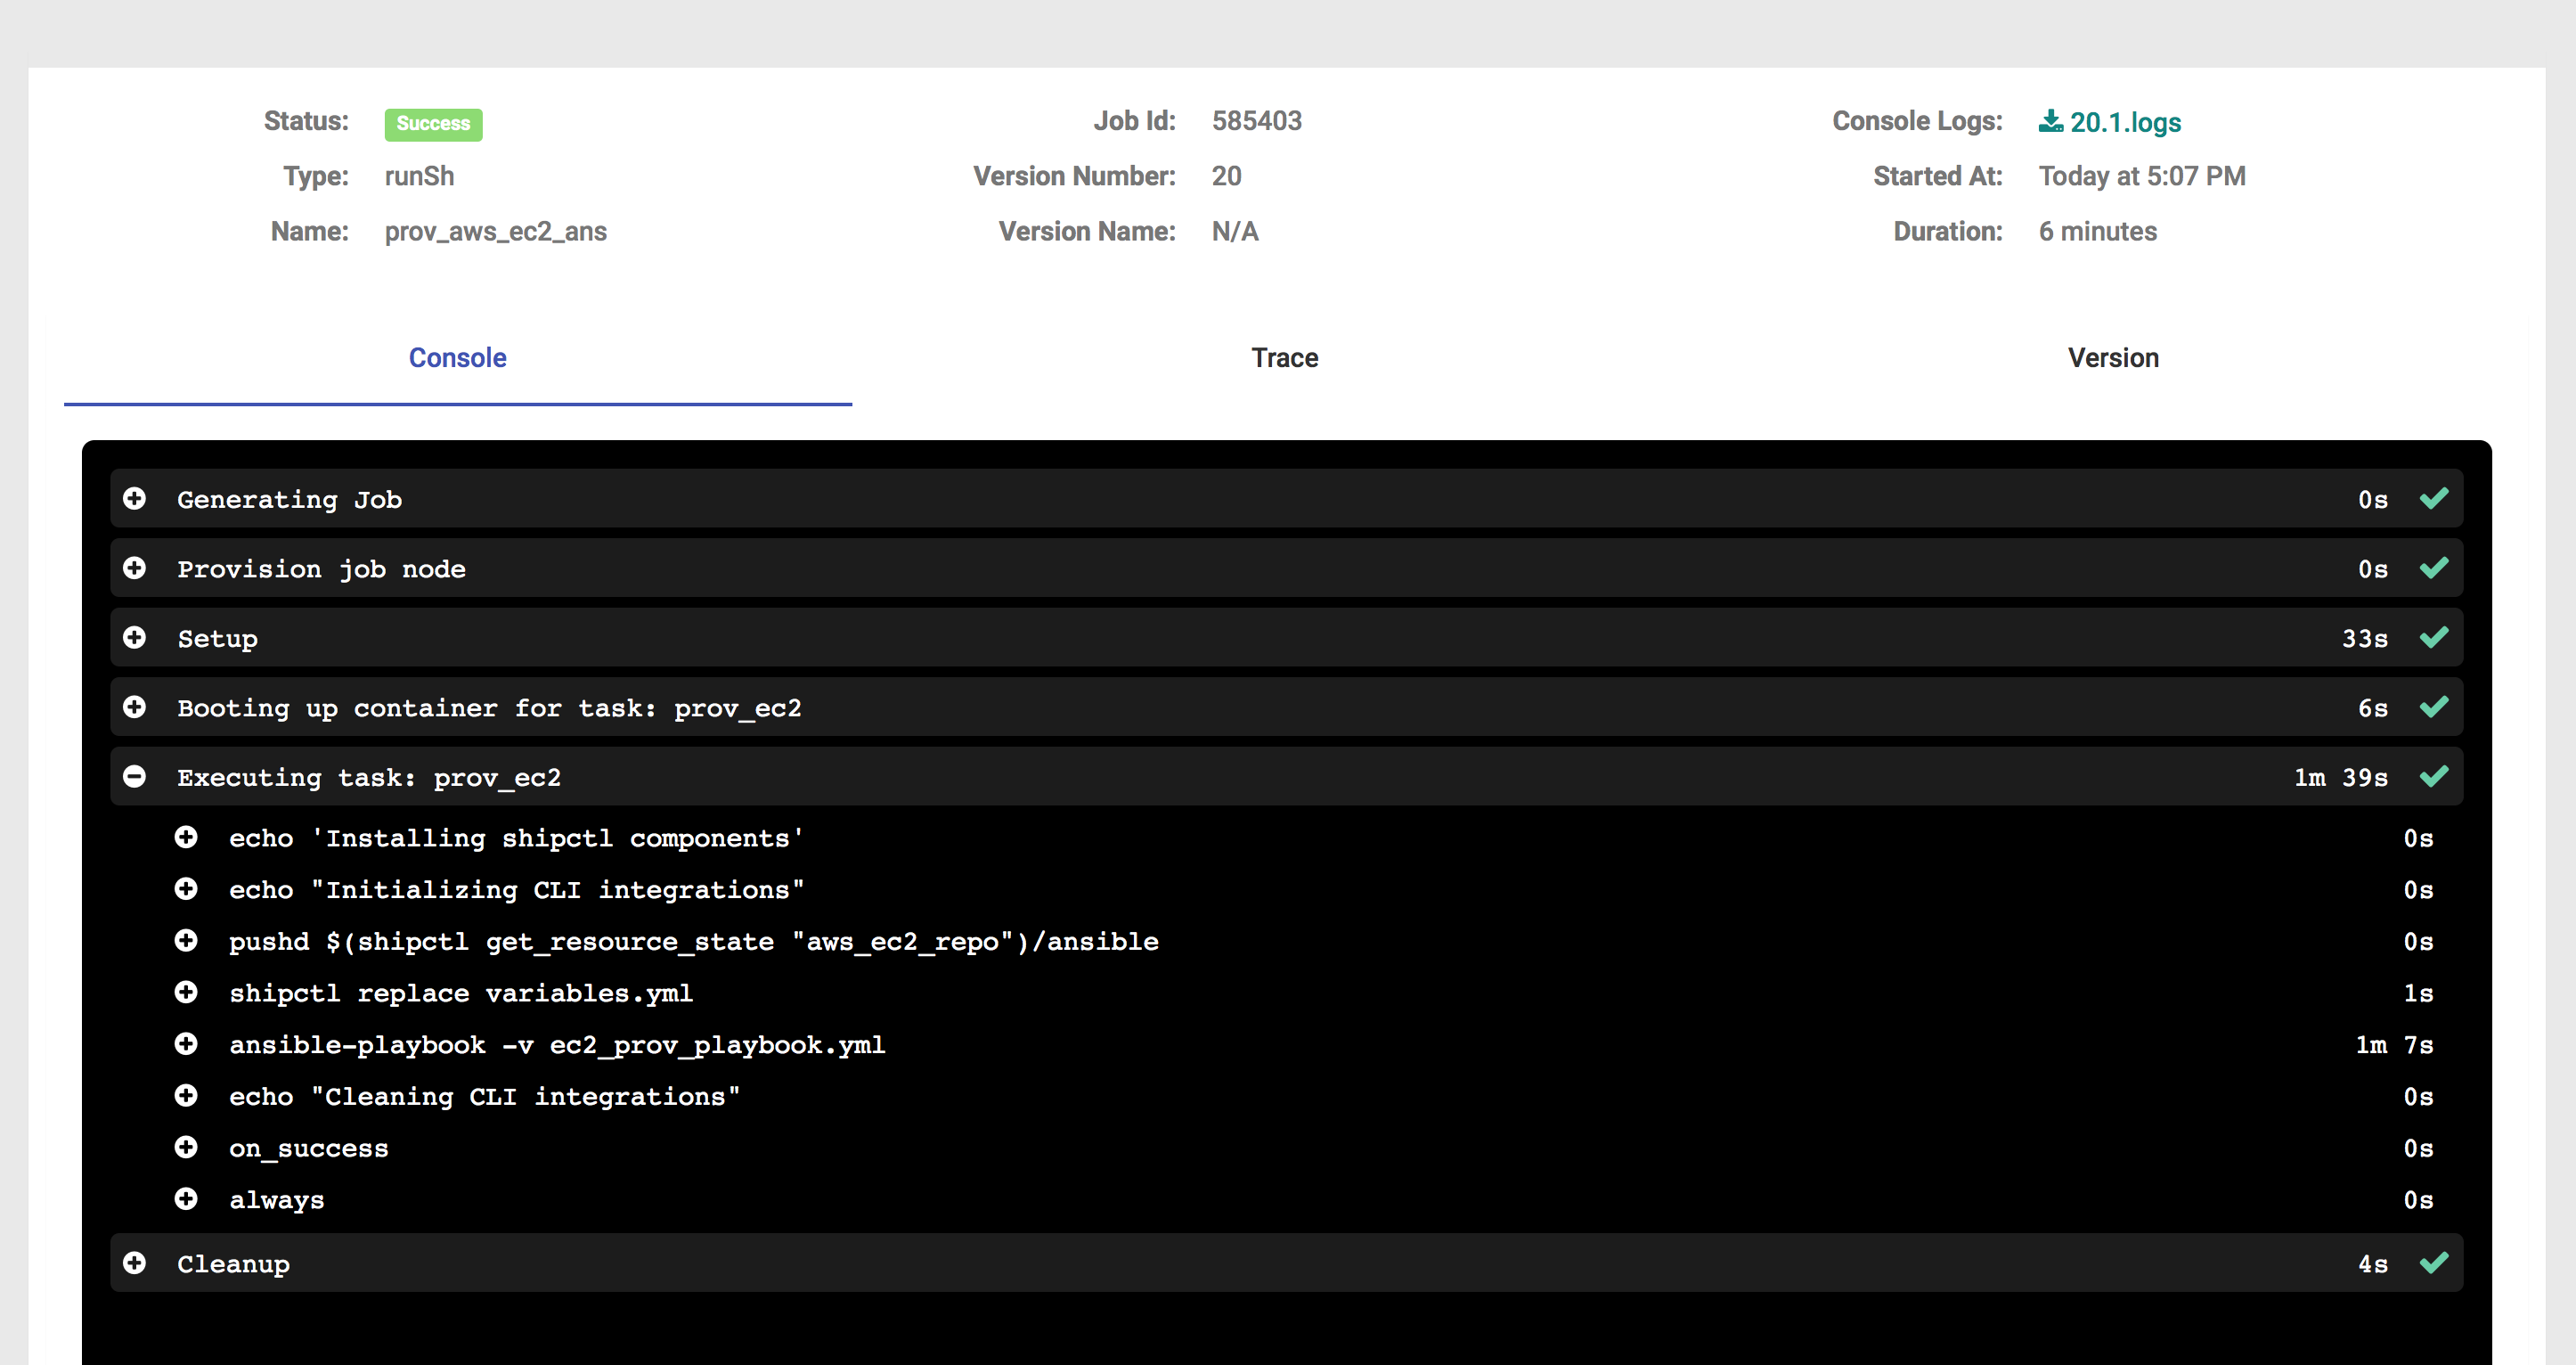 Status: Success Job Id: 585403 Console Logs: 20.1.logs
Type: runSh Version Number: 20 Started At: Today at 5:07 PM
Name: prov_aws_ec2_ans Version Name: N/A Duration: 6 minutes
Console Trace Version
Generating Job 0s
Provision job node 0s
Setup 33s
Booting up container for task: prov_ec2 6s
Executing task: prov_ec2 1m 39s
echo 'Installing shipctl components' 0s
echo "Initializing CLI integrations" 0s
pushd $(shipctl get_resource_state "aws_ec2_repo")/ansible 0s
shipctl replace variables.yml 1s
ansible-playbook -v ec2_prov_playbook.yml 1m 7s
echo "Cleaning CLI integrations" 0s
on_success 0s
always 0s
Cleanup 4s